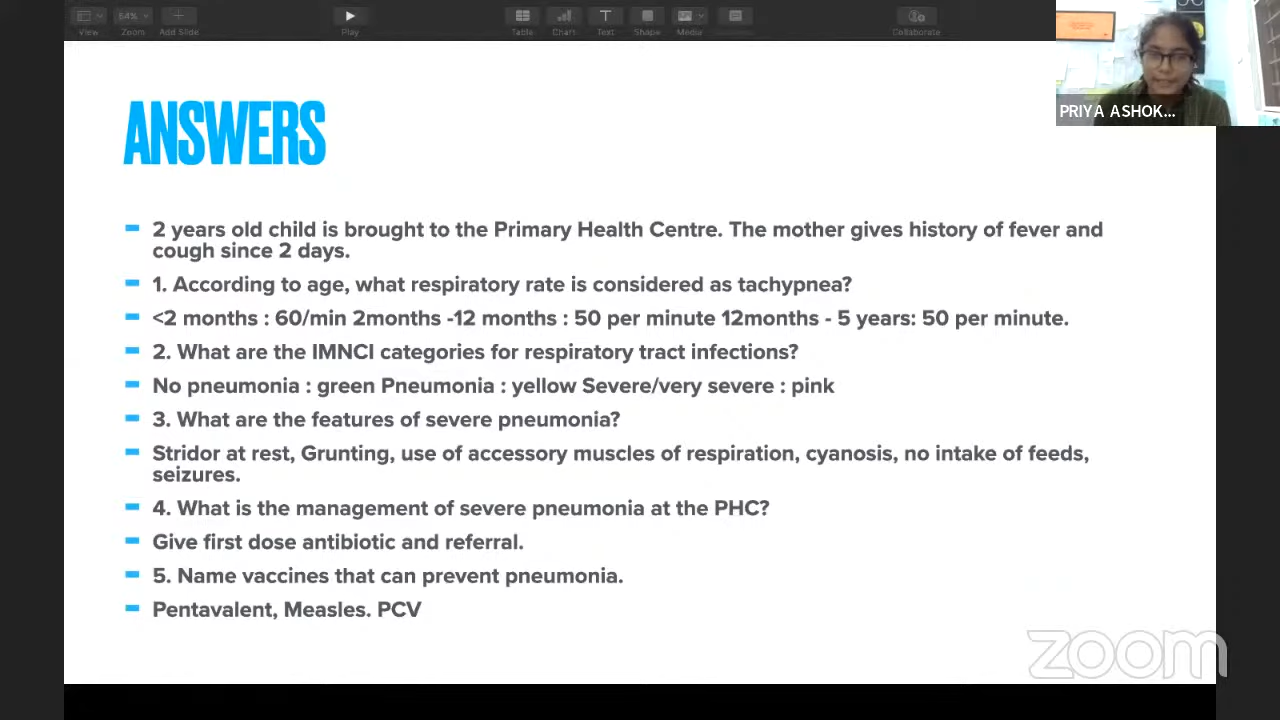 View
54%
Zoom
Add Slide
Play
Table
Chart
Text
Shape
Media
Collaborate
PRIYA ASHOK...
ANSWERS
2 years old child is brought to the Primary Health Centre. The mother gives history of fever and
cough since 2 days.
1. According to age, what respiratory rate is considered as tachypnea?
<2 months : 60/min 2months -12 months : 50 per minute 12months - 5 years: 50 per minute.
2. What are the IMNCI categories for respiratory tract infections?
No pneumonia : green Pneumonia : yellow Severe/very severe : pink
3. What are the features of severe pneumonia?
Stridor at rest, Grunting, use of accessory muscles of respiration, cyanosis, no intake of feeds,
seizures.
4. What is the management of severe pneumonia at the PHC?
Give first dose antibiotic and referral.
5. Name vaccines that can prevent pneumonia.
Pentavalent, Measles. PCV
zoom